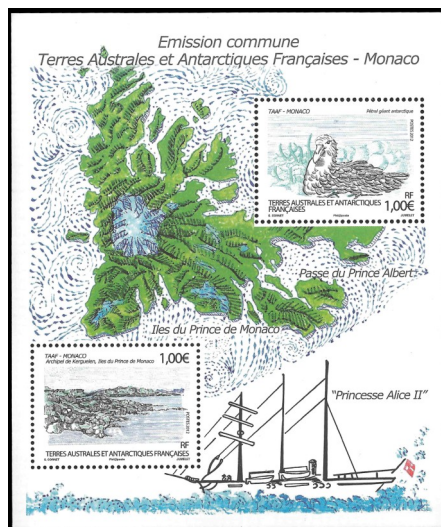 Emission commune
Terres Australes et Antarctiques Françaises - Monaco
TAAF - MONACO
Pétrel géant antarctique
RF
TERRES AUSTRALES ET ANTARCTIQUES
FRANÇAISES
1,00€
Passe du Prince Albert
Iles du Prince de Monaco
TAAF - MONACO
1,00€
Archipel de Kerguelen, Iles du Prince de Monaco
RF
TERRES AUSTRALES ET ANTARCTIQUES FRANÇAISES
"Princesse Alice II"